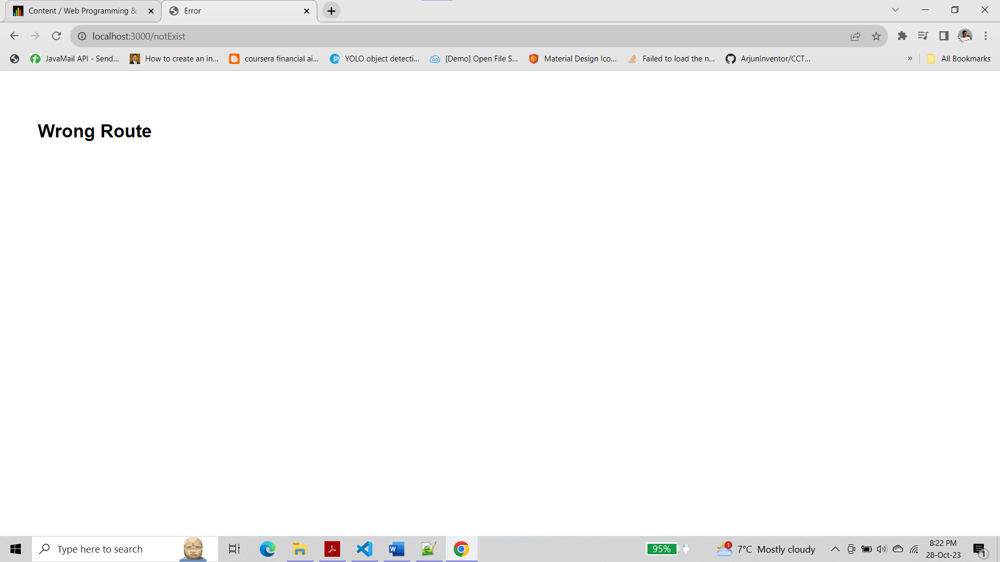 Content / Web Programming &
Error
localhost:3000/notExist
JavaMail API - Send...
How to create an in...
coursera financial ai...
YOLO object detecti...
[Demo] Open File S...
Material Design Ico...
Failed to load the n...
ArjunInventor/CCT...
»
All Bookmarks
Wrong Route
Type here to search
95%
1
7°C Mostly cloudy
8:22 PM
28-Oct-23
1